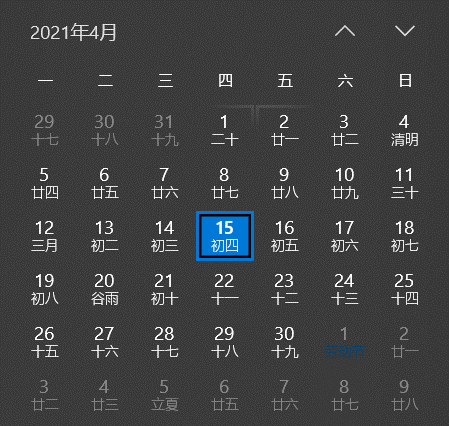 2021年4月
一 二 三 四 五 六 日
29 30 31 1 2 3 4
十七 十八 十九 二十 廿一 廿二 清明
5 6 7 8 9 10 11
廿四 廿五 廿六 廿七 廿八 廿九 三十
12 13 14 15 16 17 18
三月 初二 初三 初四 初五 初六 初七
19 20 21 22 23 24 25
初八 谷雨 初十 十一 十二 十三 十四
26 27 28 29 30 1 2
十五 十六 十七 十八 十九 劳动节 廿一
3 4 5 6 7 8 9
廿二 廿三 立夏 廿五 廿六 廿七 廿八